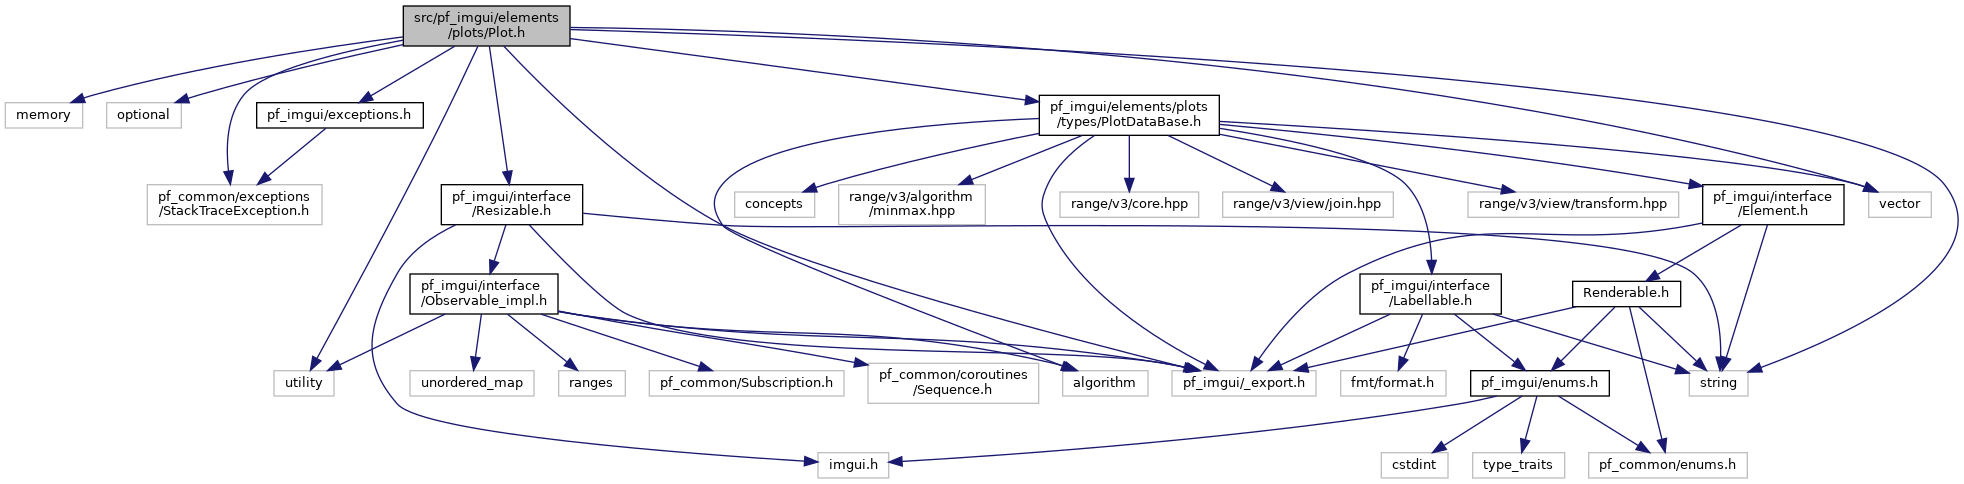 src/pf_imgui/elements
/plots/Plot.h
memory
optional
pf_imgui/exceptions.h
pf_imgui/elements/plots
/types/PlotDataBase.h
pf_common/exceptions
/StackTraceException.h
pf_imgui/interface
/Resizable.h
concepts
range/v3/algorithm
/minmax.hpp
range/v3/core.hpp
range/v3/view/join.hpp
range/v3/view/transform.hpp
pf_imgui/interface
/Element.h
vector
pf_imgui/interface
/Observable_impl.h
pf_imgui/interface
/Labellable.h
Renderable.h
utility
unordered_map
ranges
pf_common/Subscription.h
pf_common/coroutines
/Sequence.h
algorithm
pf_imgui/_export.h
fmt/format.h
pf_imgui/enums.h
string
imgui.h
cstdint
type_traits
pf_common/enums.h